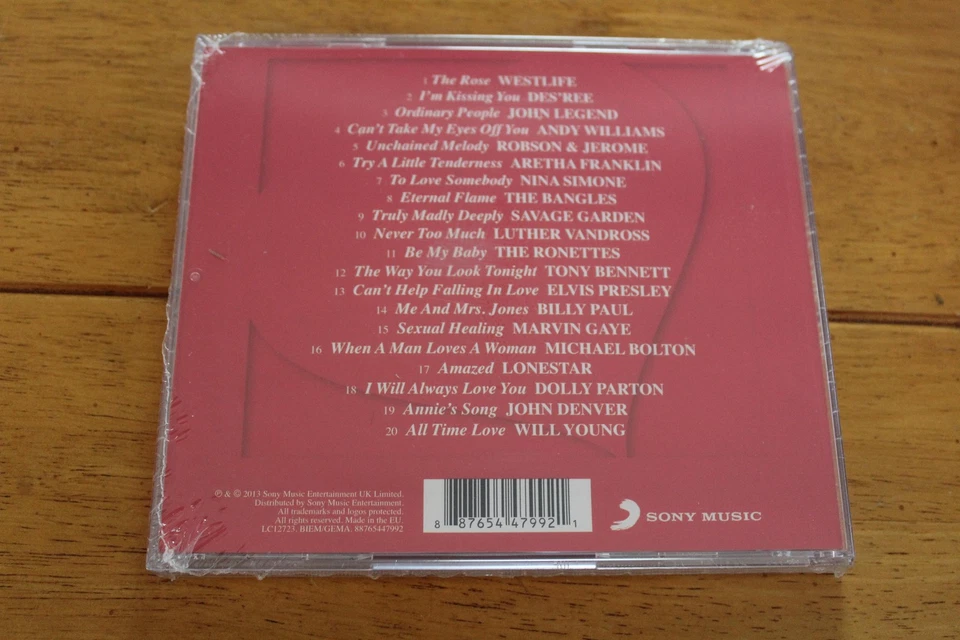 1 The Rose WESTLIFE
2 I'm Kissing You DES'REE
3 Ordinary People JOHN LEGEND
4 Can't Take My Eyes Off You ANDY WILLIAMS
5 Unchained Melody ROBSON & JEROME
6 Try A Little Tenderness ARETHA FRANKLIN
7 To Love Somebody NINA SIMONE
8 Eternal Flame THE BANGLES
9 Truly Madly Deeply SAVAGE GARDEN
10 Never Too Much LUTHER VANDROSS
11 Be My Baby THE RONETTES
12 The Way You Look Tonight TONY BENNETT
13 Can't Help Falling In Love ELVIS PRESLEY
14 Me And Mrs. Jones BILLY PAUL
15 Sexual Healing MARVIN GAYE
16 When A Man Loves A Woman MICHAEL BOLTON
17 Amazed LONESTAR
18 I Will Always Love You DOLLY PARTON
19 Annie's Song JOHN DENVER
20 All Time Love WILL YOUNG
℗ & © 2013 Sony Music Entertainment UK Limited.
Distributed by Sony Music Entertainment.
All trademarks and logos protected.
All rights reserved. Made in the EU.
LC12723. BIEM/GEMA. 88765447992
8 87654 47992 1
SONY MUSIC